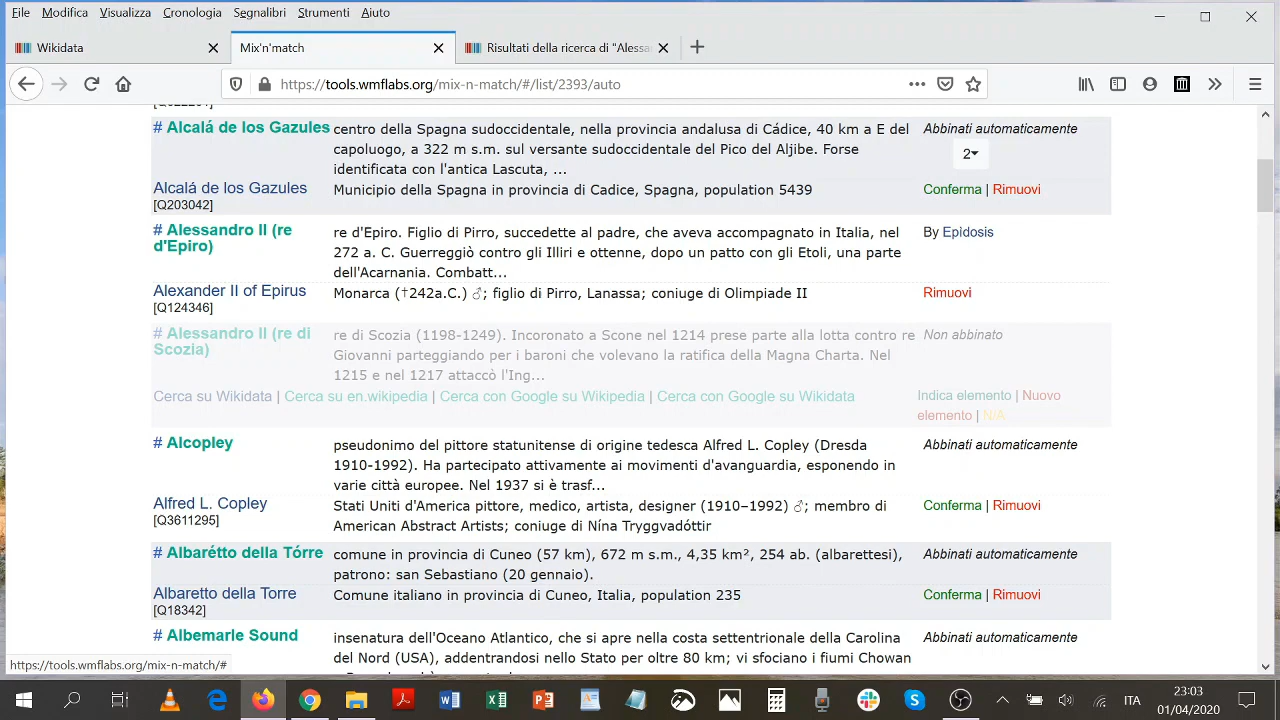 File Modifica Visualizza Cronologia Segnalibri Strumenti Aiuto
Wikidata
Mix'n'match
Risultati della ricerca di "Alessa
https://tools.wmflabs.org/mix-n-match/#/list/2393/auto
# Alcalá de los Gazules
centro della Spagna sudoccidentale, nella provincia andalusa di Cádice, 40 km a E del
capoluogo, a 322 m s.m. sul versante sudoccidentale del Pico del Aljibe. Forse
identificata con l'antica Lascuta, ...
Abbinati automaticamente
2
Alcalá de los Gazules
[Q203042]
Municipio della Spagna in provincia di Cadice, Spagna, population 5439
Conferma | Rimuovi
# Alessandro II (re
d'Epiro)
re d'Epiro. Figlio di Pirro, succedette al padre, che aveva accompagnato in Italia, nel
272 a. C. Guerreggiò contro gli Illiri e ottenne, dopo un patto con gli Etoli, una parte
dell'Acarnania. Combatt...
By Epidosis
Alexander II of Epirus
[Q124346]
Monarca (†242a.C.) ♂; figlio di Pirro, Lanassa; coniuge di Olimpiade II
Rimuovi
# Alessandro II (re di
Scozia)
re di Scozia (1198-1249). Incoronato a Scone nel 1214 prese parte alla lotta contro re
Giovanni parteggiando per i baroni che volevano la ratifica della Magna Charta. Nel
1215 e nel 1217 attaccò l'Ing...
Non abbinato
Cerca su Wikidata | Cerca su en.wikipedia | Cerca con Google su Wikipedia | Cerca con Google su Wikidata
Indica elemento | Nuovo
elemento | N/A
# Alcopley
pseudonimo del pittore statunitense di origine tedesca Alfred L. Copley (Dresda
1910-1992). Ha partecipato attivamente ai movimenti d'avanguardia, esponendo in
varie città europee. Nel 1937 si è trasf...
Abbinati automaticamente
Alfred L. Copley
[Q3611295]
Stati Uniti d'America pittore, medico, artista, designer (1910–1992) ♂; membro di
American Abstract Artists; coniuge di Nína Tryggvadóttir
Conferma | Rimuovi
# Albarétto della Tórre
comune in provincia di Cuneo (57 km), 672 m s.m., 4,35 km², 254 ab. (albarettesi),
patrono: san Sebastiano (20 gennaio).
Abbinati automaticamente
Albaretto della Torre
[Q18342]
Comune italiano in provincia di Cuneo, Italia, population 235
Conferma | Rimuovi
# Albemarle Sound
insenatura dell'Oceano Atlantico, che si apre nella costa settentrionale della Carolina
del Nord (USA), addentrandosi nello Stato per oltre 80 km; vi sfociano i fiumi Chowan
Abbinati automaticamente
https://tools.wmflabs.org/mix-n-match/#
ITA
23:03
01/04/2020